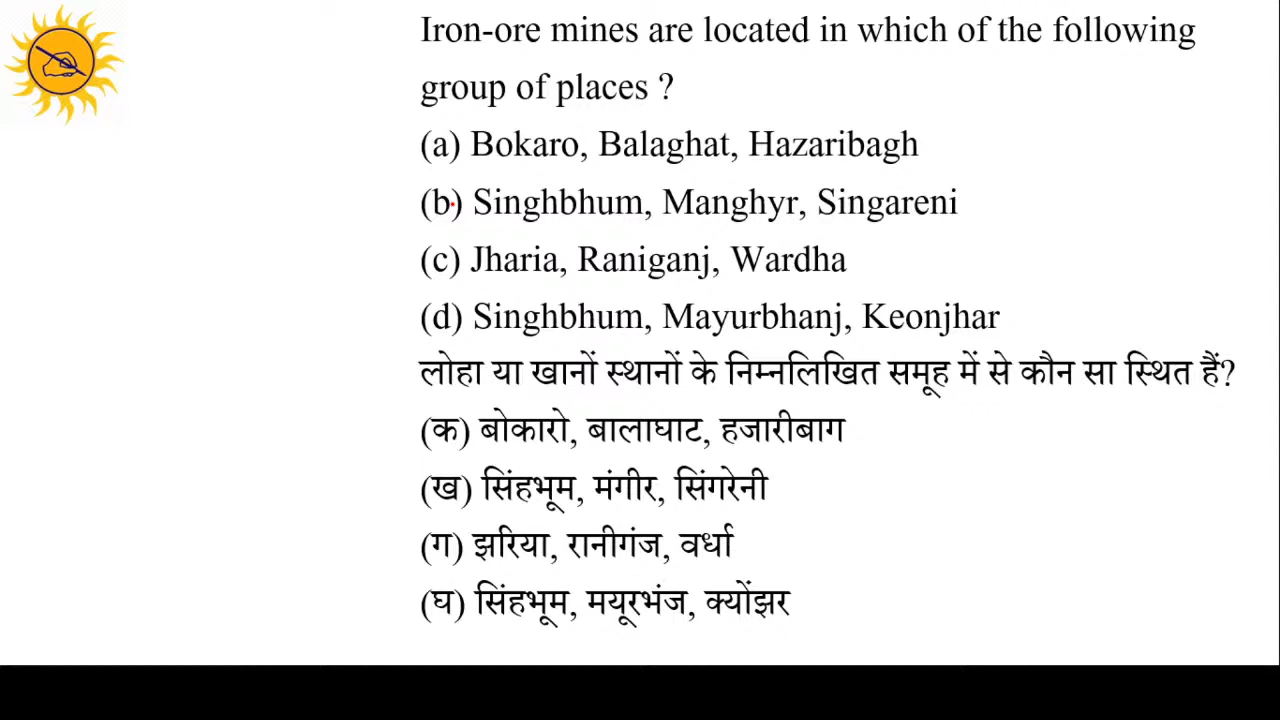 Iron-ore mines are located in which of the following
group of places ?
(a) Bokaro, Balaghat, Hazaribagh
(b) Singhbhum, Manghyr, Singareni
(c) Jharia, Raniganj, Wardha
(d) Singhbhum, Mayurbhanj, Keonjhar
लोहा या खानों स्थानों के निम्नलिखित समूह में से कौन सा स्थित हैं?
(क) बोकारो, बालाघाट, हजारीबाग
(ख) सिंहभूम, मंगीर, सिंगरेनी
(ग) झरिया, रानीगंज, वर्धा
(घ) सिंहभूम, मयूरभंज, क्योंझर